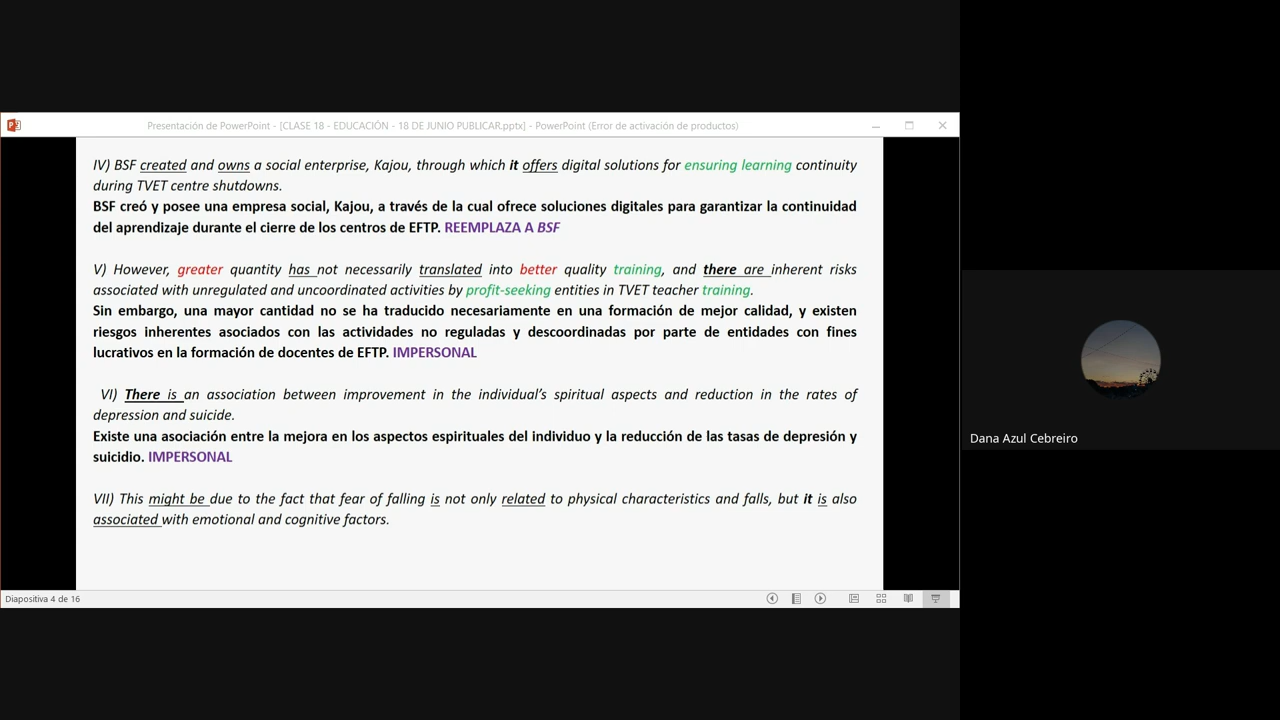 Presentación de PowerPoint - [CLASE 18 - EDUCACIÓN - 18 DE JUNIO PUBLICAR.pptx] - PowerPoint (Error de activación de productos)
IV) BSF created and owns a social enterprise, Kajou, through which it offers digital solutions for ensuring learning continuity
during TVET centre shutdowns.
BSF creó y posee una empresa social, Kajou, a través de la cual ofrece soluciones digitales para garantizar la continuidad
del aprendizaje durante el cierre de los centros de EFTP. REEMPLAZA A BSF
V) However, greater quantity has not necessarily translated into better quality training, and there are inherent risks
associated with unregulated and uncoordinated activities by profit-seeking entities in TVET teacher training.
Sin embargo, una mayor cantidad no se ha traducido necesariamente en una formación de mejor calidad, y existen
riesgos inherentes asociados con las actividades no reguladas y descoordinadas por parte de entidades con fines
lucrativos en la formación de docentes de EFTP. IMPERSONAL
VI) There is an association between improvement in the individual's spiritual aspects and reduction in the rates of
depression and suicide.
Existe una asociación entre la mejora en los aspectos espirituales del individuo y la reducción de las tasas de depresión y
suicidio. IMPERSONAL
VII) This might be due to the fact that fear of falling is not only related to physical characteristics and falls, but it is also
associated with emotional and cognitive factors.
Dana Azul Cebreiro
Diapositiva 4 de 16